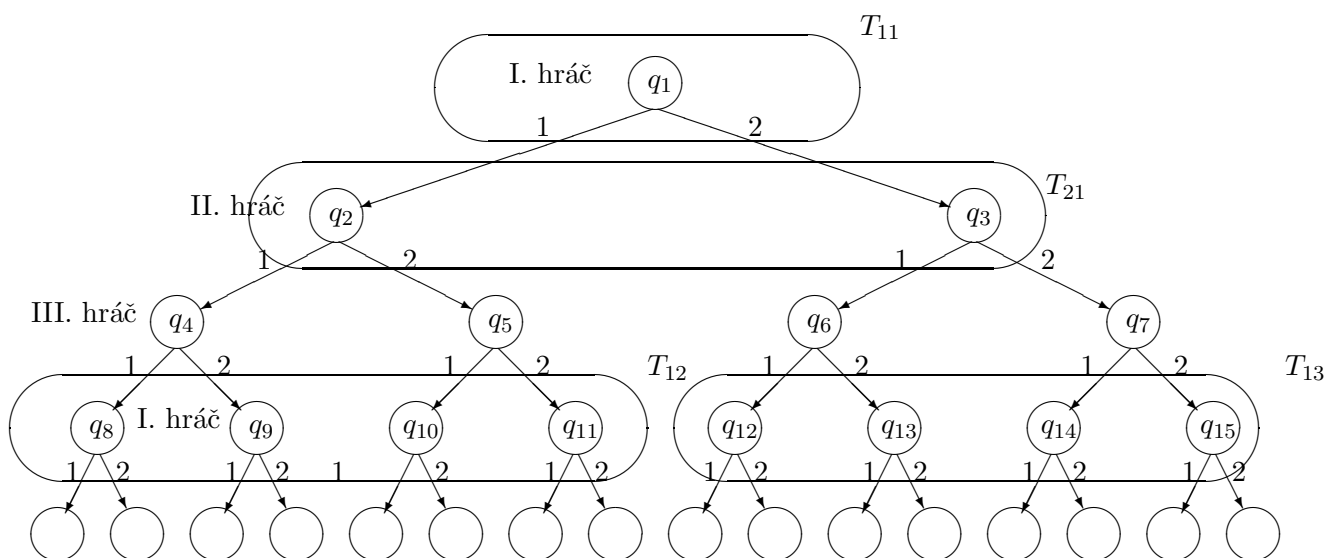 T₁₁
I. hráč q₁
1 2
T₂₁
II. hráč q₂ q₃
1 2 1 2
III. hráč q₄ q₅ q₆ q₇
1 2 1 2 1 2 1 2
T₁₂ T₁₃
q₈ I. hráč q₉ q₁₀ q₁₁ q₁₂ q₁₃ q₁₄ q₁₅
1 2 1 2 1 2 1 2 1 2 1 2 1 2 1 2